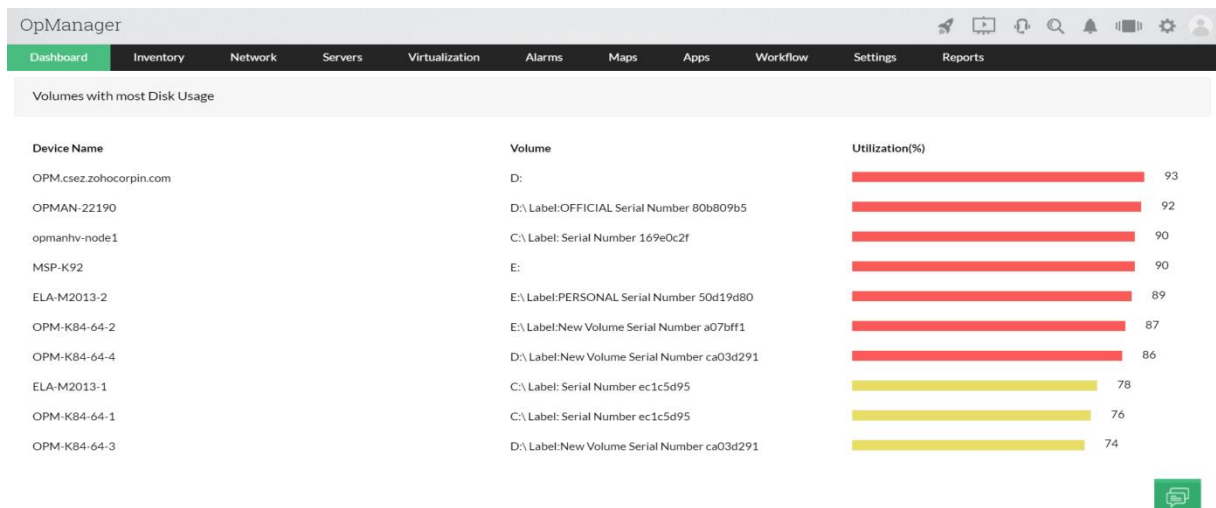 OpManager
Dashboard Inventory Network Servers Virtualization Alarms Maps Apps Workflow Settings Reports
Volumes with most Disk Usage
Device Name Volume Utilization(%)
OPM.csez.zohocorpin.com D: 93
OPMAN-22190 D:\ Label:OFFICIAL Serial Number 80b809b5 92
opmanhv-node1 C:\ Label: Serial Number 169e0c2f 90
MSP-K92 E: 90
ELA-M2013-2 E:\ Label:PERSONAL Serial Number 50d19d80 89
OPM-K84-64-2 E:\ Label:New Volume Serial Number a07bff1 87
OPM-K84-64-4 D:\ Label:New Volume Serial Number ca03d291 86
ELA-M2013-1 C:\ Label: Serial Number ec1c5d95 78
OPM-K84-64-1 C:\ Label: Serial Number ec1c5d95 76
OPM-K84-64-3 D:\ Label:New Volume Serial Number ca03d291 74